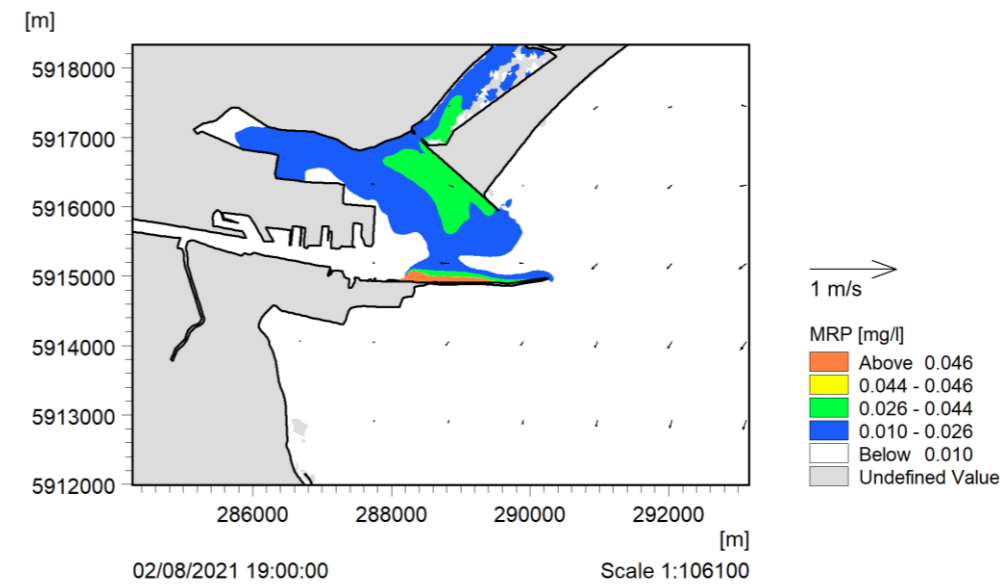 [m]
5918000
5917000
5916000
5915000
5914000
5913000
5912000
286000 288000 290000 292000
[m]
02/08/2021 19:00:00 Scale 1:106100
1 m/s
MRP [mg/l]
Above 0.046
0.044 - 0.046
0.026 - 0.044
0.010 - 0.026
Below 0.010
Undefined Value